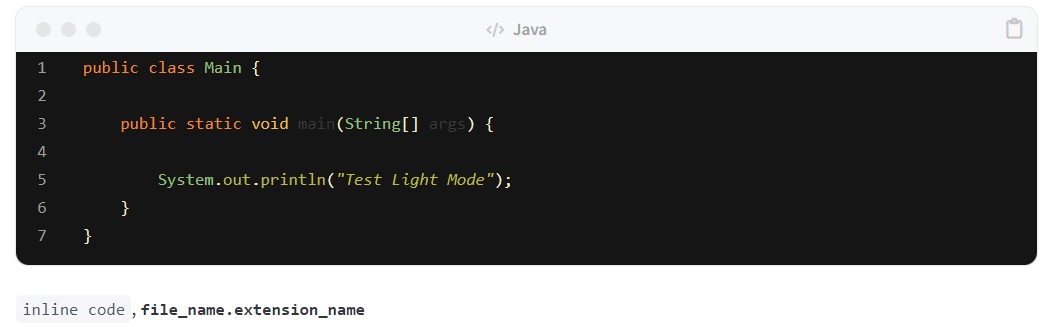 </> Java
1 public class Main {
2
3 public static void main(String[] args) {
4
5 System.out.println("Test Light Mode");
6 }
7 }
inline code, file_name.extension_name